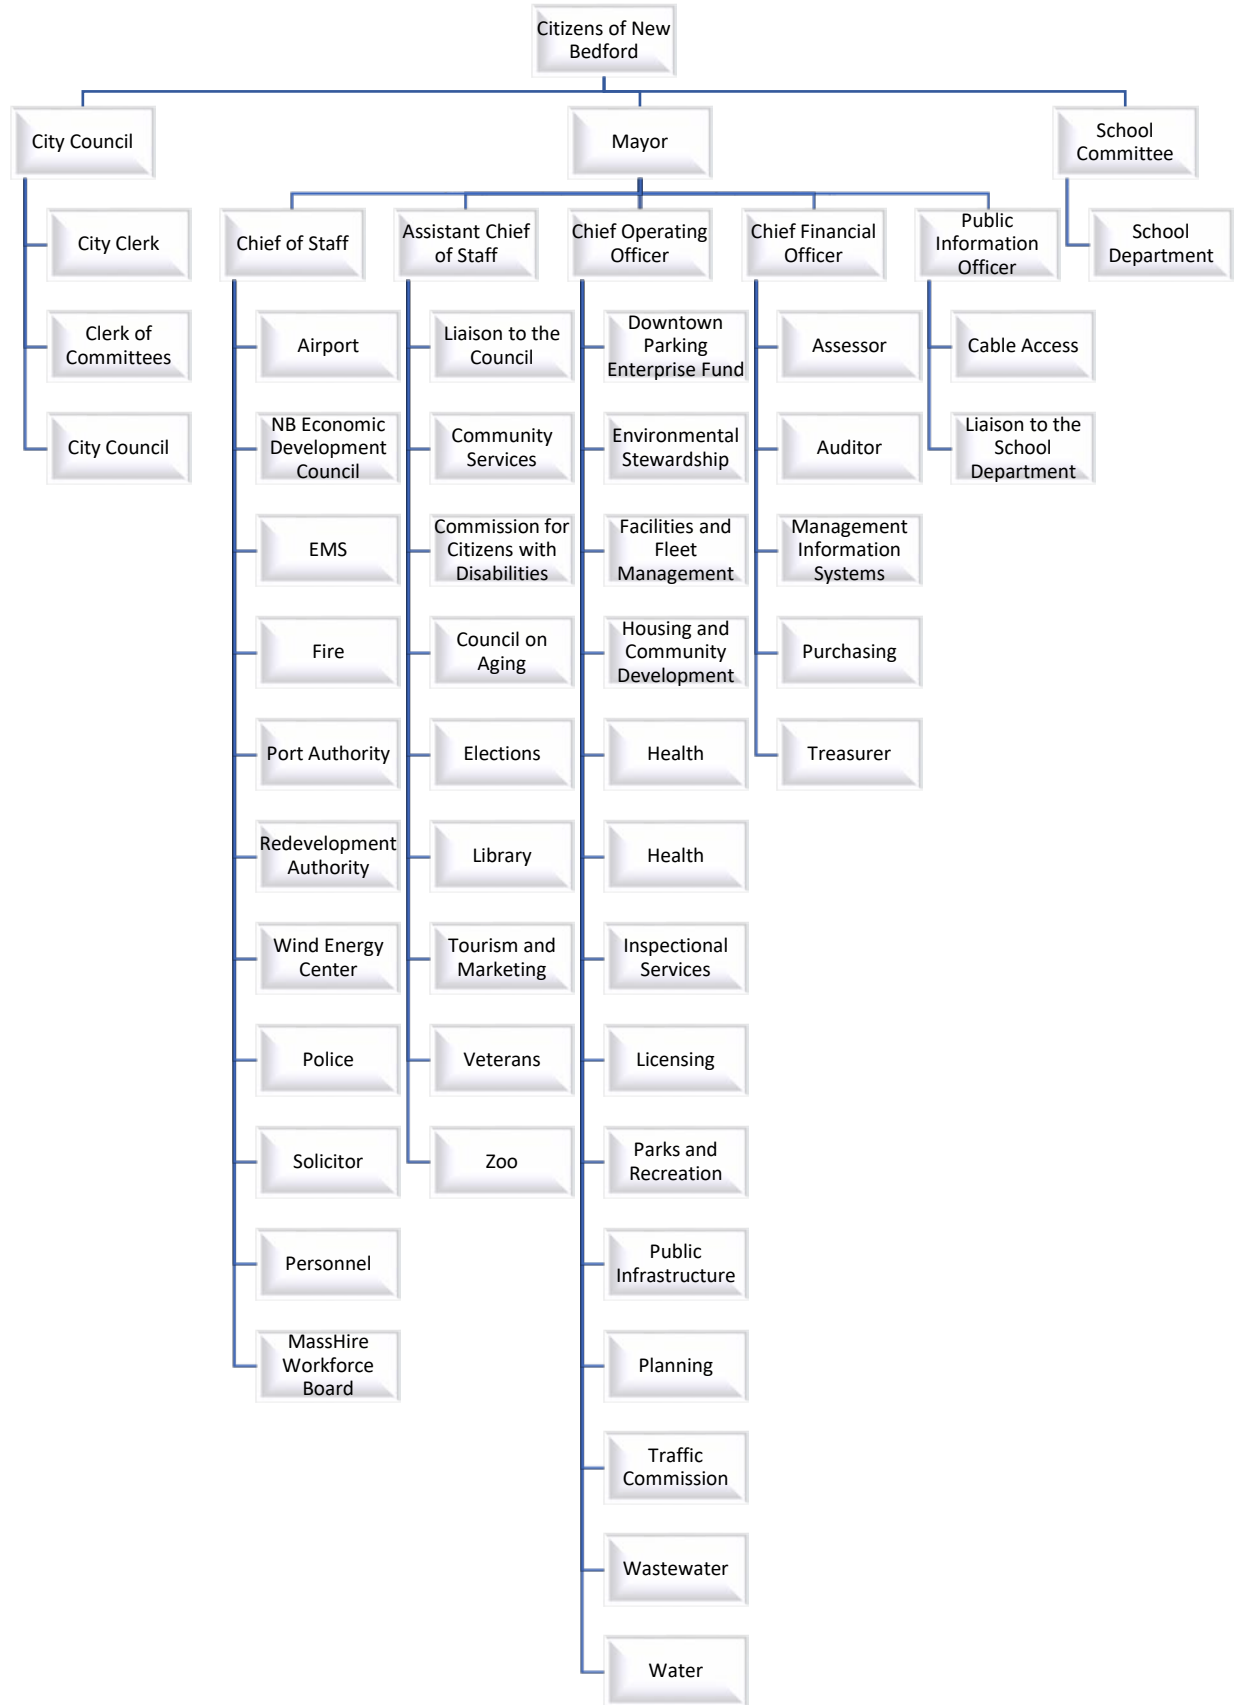 Citizens of New
Bedford
City Council
Mayor
School
Committee
City Clerk
Clerk of
Committees
City Council
Chief of Staff
Airport
NB Economic
Development
Council
EMS
Fire
Port Authority
Redevelopment
Authority
Wind Energy
Center
Police
Solicitor
Personnel
MassHire
Workforce
Board
Assistant Chief
of Staff
Liaison to the
Council
Community
Services
Commission for
Citizens with
Disabilities
Council on
Aging
Elections
Library
Tourism and
Marketing
Veterans
Zoo
Chief Operating
Officer
Downtown
Parking
Enterprise Fund
Environmental
Stewardship
Facilities and
Fleet
Management
Housing and
Community
Development
Health
Health
Inspectional
Services
Licensing
Parks and
Recreation
Public
Infrastructure
Planning
Traffic
Commission
Wastewater
Water
Chief Financial
Officer
Assessor
Auditor
Management
Information
Systems
Purchasing
Treasurer
Public
Information
Officer
Cable Access
Liaison to the
School
Department
School
Department